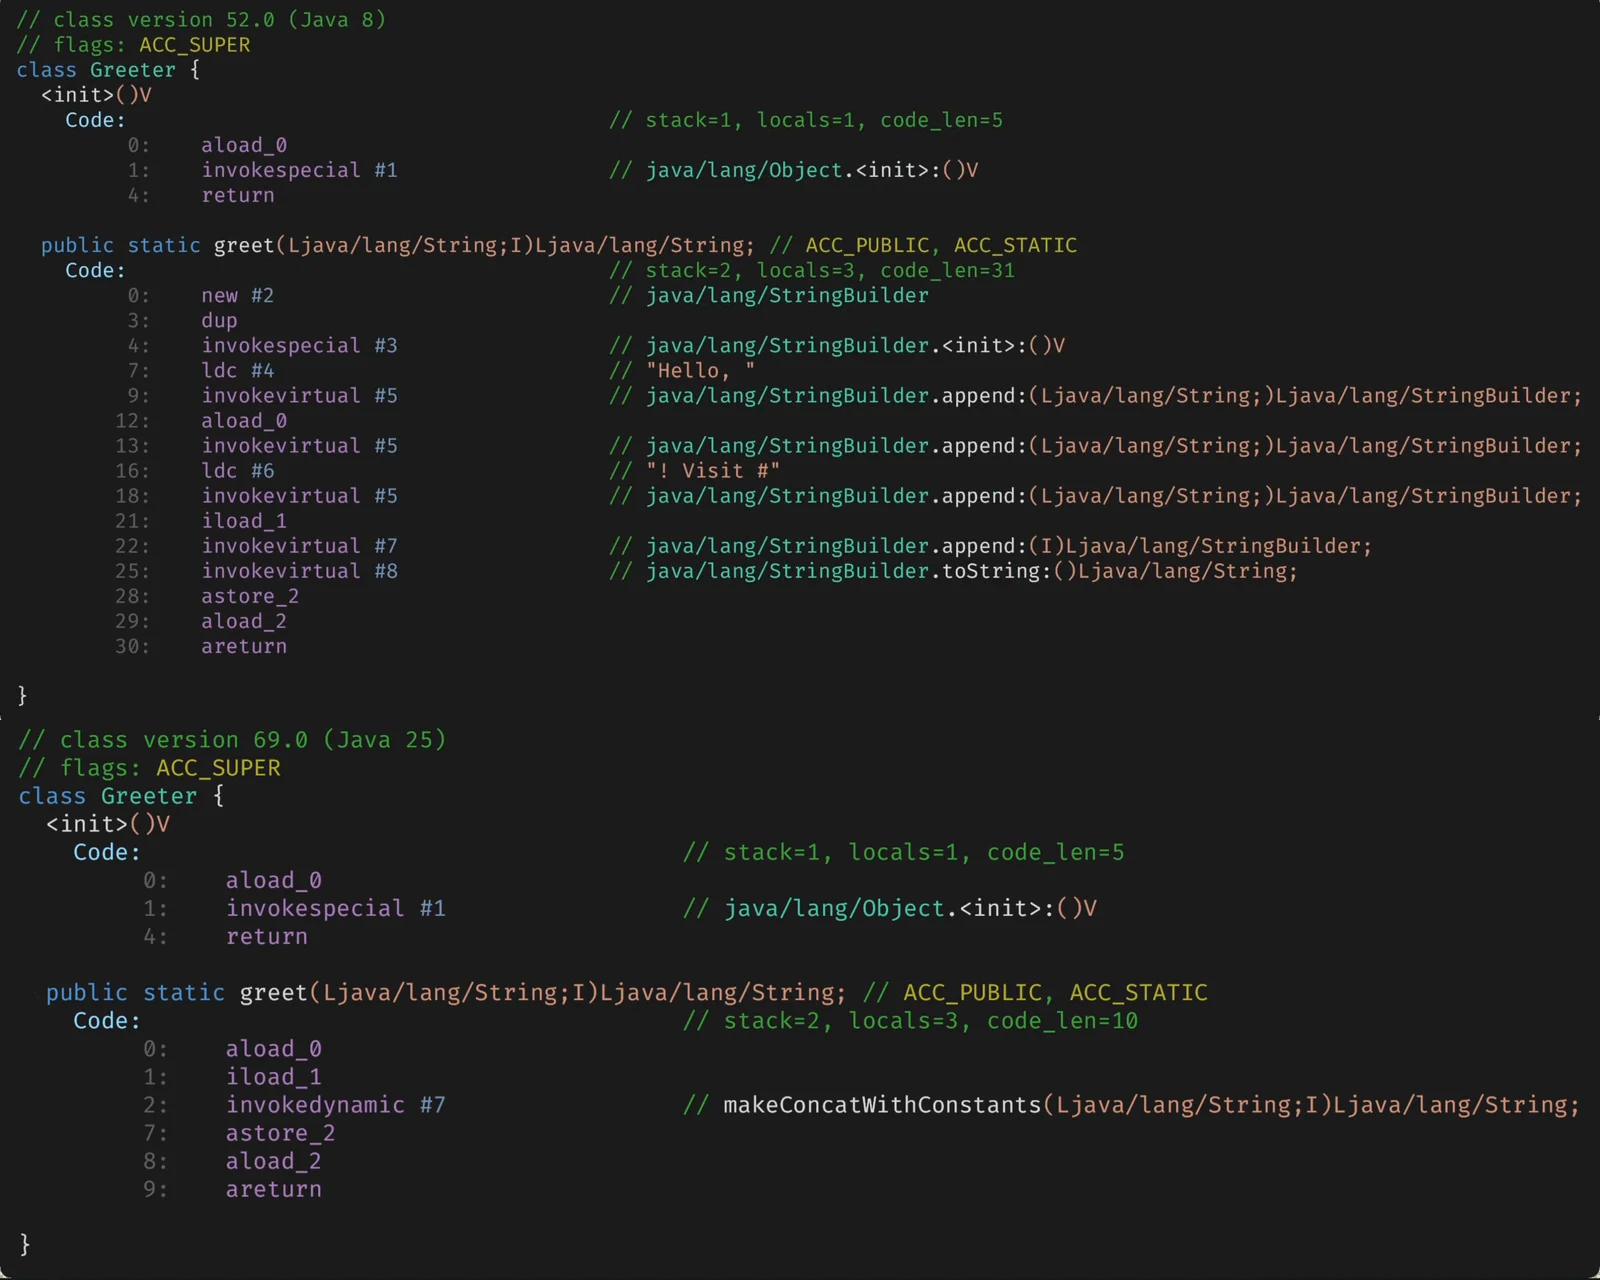 // class version 52.0 (Java 8)
// flags: ACC_SUPER
class Greeter {
  <init>()V
    Code:                                        // stack=1, locals=1, code_len=5
         0:    aload_0
         1:    invokespecial #1                  // java/lang/Object.<init>:()V
         4:    return

  public static greet(Ljava/lang/String;I)Ljava/lang/String; // ACC_PUBLIC, ACC_STATIC
    Code:                                        // stack=2, locals=3, code_len=31
         0:    new #2                            // java/lang/StringBuilder
         3:    dup
         4:    invokespecial #3                  // java/lang/StringBuilder.<init>:()V
         7:    ldc #4                            // "Hello, "
         9:    invokevirtual #5                  // java/lang/StringBuilder.append:(Ljava/lang/String;)Ljava/lang/StringBuilder;
        12:    aload_0
        13:    invokevirtual #5                  // java/lang/StringBuilder.append:(Ljava/lang/String;)Ljava/lang/StringBuilder;
        16:    ldc #6                            // "! Visit #"
        18:    invokevirtual #5                  // java/lang/StringBuilder.append:(Ljava/lang/String;)Ljava/lang/StringBuilder;
        21:    iload_1
        22:    invokevirtual #7                  // java/lang/StringBuilder.append:(I)Ljava/lang/StringBuilder;
        25:    invokevirtual #8                  // java/lang/StringBuilder.toString:()Ljava/lang/String;
        28:    astore_2
        29:    aload_2
        30:    areturn

}
// class version 69.0 (Java 25)
// flags: ACC_SUPER
class Greeter {
  <init>()V
    Code:                                        // stack=1, locals=1, code_len=5
         0:    aload_0
         1:    invokespecial #1                  // java/lang/Object.<init>:()V
         4:    return

  public static greet(Ljava/lang/String;I)Ljava/lang/String; // ACC_PUBLIC, ACC_STATIC
    Code:                                        // stack=2, locals=3, code_len=10
         0:    aload_0
         1:    iload_1
         2:    invokedynamic #7                  // makeConcatWithConstants(Ljava/lang/String;I)Ljava/lang/String;
         7:    astore_2
         8:    aload_2
         9:    areturn

}